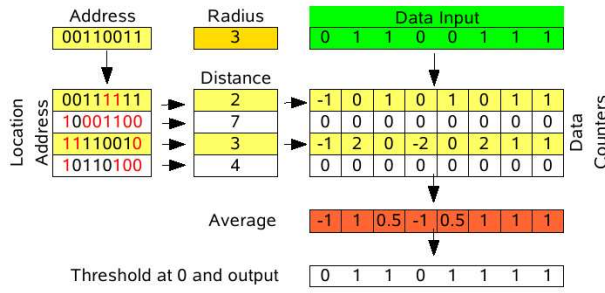 Address Radius Data Input
00110011 3 0 1 1 0 0 1 1 1
Distance
Location Address
00111111 2 -1 0 1 0 1 0 1 1
10001100 7 0 0 0 0 0 0 0 0
11110010 3 -1 2 0 -2 0 2 1 1
10110100 4 0 0 0 0 0 0 0 0
Data Counters
Average -1 1 0.5 -1 0.5 1 1 1
Threshold at 0 and output 0 1 1 0 1 1 1 1